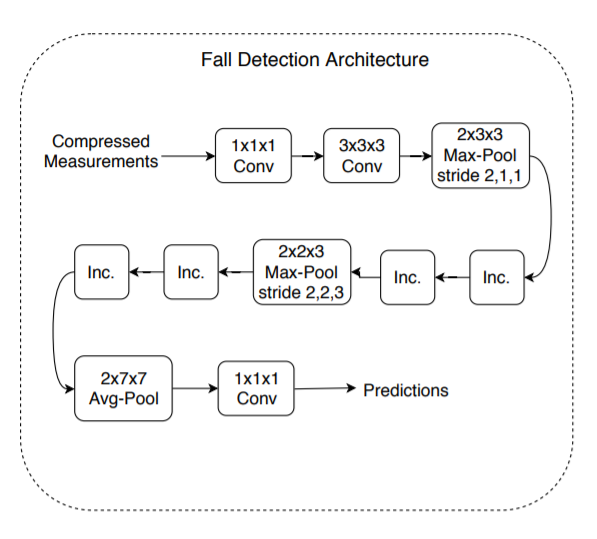 Fall Detection Architecture
Compressed
Measurements
1x1x1
Conv
3x3x3
Conv
2x3x3
Max-Pool
stride 2,1,1
Inc.
Inc.
2x2x3
Max-Pool
stride 2,2,3
Inc.
Inc.
2x7x7
Avg-Pool
1x1x1
Conv
Predictions